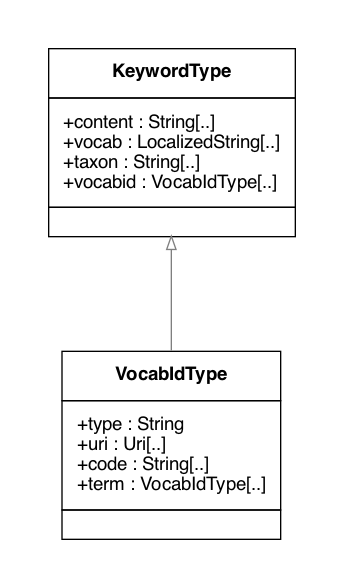 KeywordType
+content : String[..]
+vocab : LocalizedString[..]
+taxon : String[..]
+vocabid : VocabIdType[..]
VocabIdType
+type : String
+uri : Uri[..]
+code : String[..]
+term : VocabIdType[..]